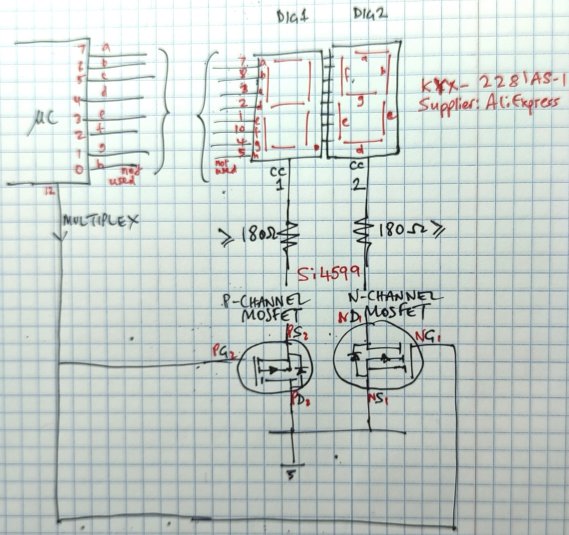 DIG1 DIG2
7 a
6 b
5 c
4 d
3 e
2 f
1 g
0 h not used
μC
12
MULTIPLEX
7 a
8 b
3 c
2 d
1 e
10 f
4 g
5 h
not used
a
f b
g
e c
d
KYX-2281AS-1
Supplier: AliExpress
CC
1
CC
2
≥ 180Ω
180Ω ≥
Si4599
P-CHANNEL MOSFET
N-CHANNEL MOSFET
PS2
PG2
PD2
ND1
NG1
NS1